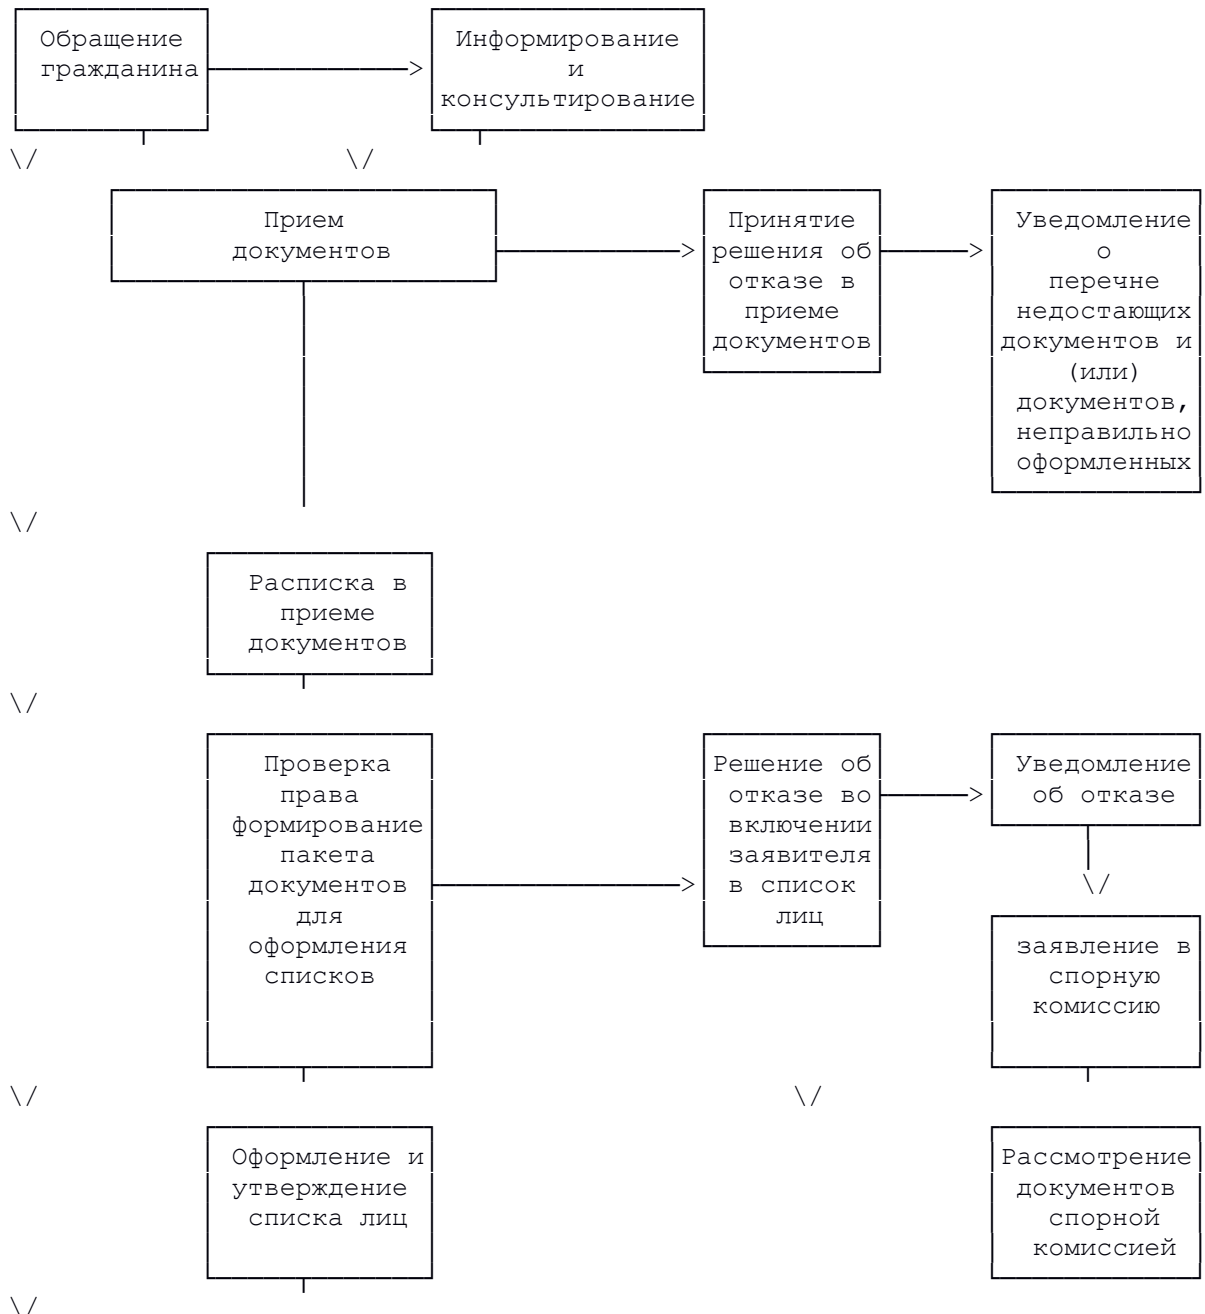 Обращение
гражданина
Информирование
и
консультирование
Прием
документов
Принятие
решения об
отказе в
приеме
документов
Уведомление
о
перечне
недостающих
документов и
(или)
документов,
неправильно
оформленных
Расписка в
приеме
документов
Проверка
права
формирование
пакета
документов
для
оформления
списков
Решение об
отказе во
включении
заявителя
в список
лиц
Уведомление
об отказе
заявление в
спорную
комиссию
Оформление и
утверждение
списка лиц
Рассмотрение
документов
спорной
комиссией